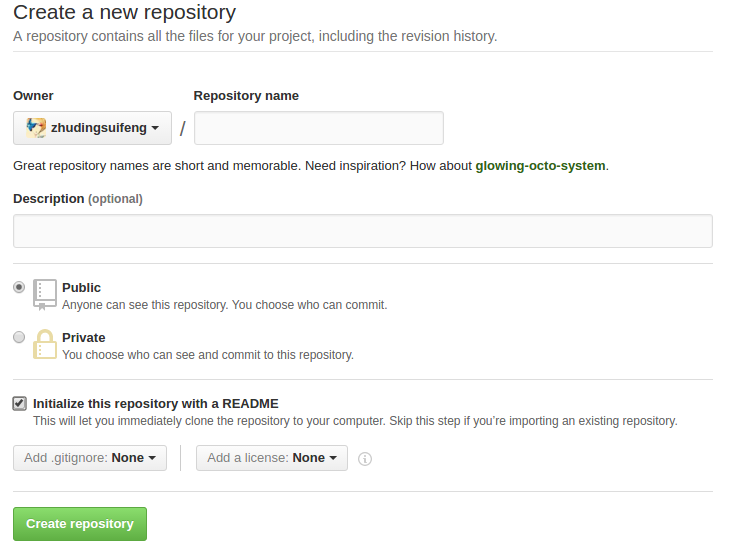 Create a new repository
A repository contains all the files for your project, including the revision history.
Owner
Repository name
zhudingsuifeng
/
Great repository names are short and memorable. Need inspiration? How about glowing-octo-system.
Description (optional)
Public
Anyone can see this repository. You choose who can commit.
Private
You choose who can see and commit to this repository.
Initialize this repository with a README
This will let you immediately clone the repository to your computer. Skip this step if you’re importing an existing repository.
Add .gitignore: None
Add a license: None
Create repository